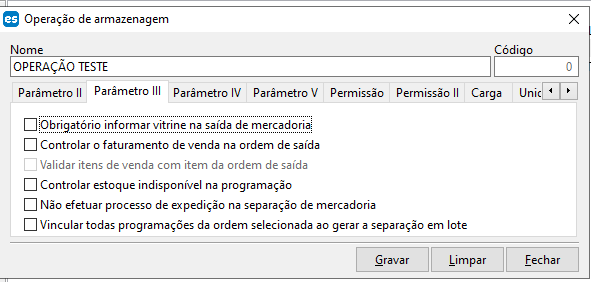 es Operação de armazenagem
Nome Código
OPERAÇÃO TESTE 0
Parâmetro II Parâmetro III Parâmetro IV Parâmetro V Permissão Permissão II Carga Unid
Obrigatório informar vitrine na saída de mercadoria
Controlar o faturamento de venda na ordem de saída
Validar itens de venda com item da ordem de saída
Controlar estoque indisponível na programação
Não efetuar processo de expedição na separação de mercadoria
Vincular todas programações da ordem selecionada ao gerar a separação em lote
Gravar Limpar Fechar